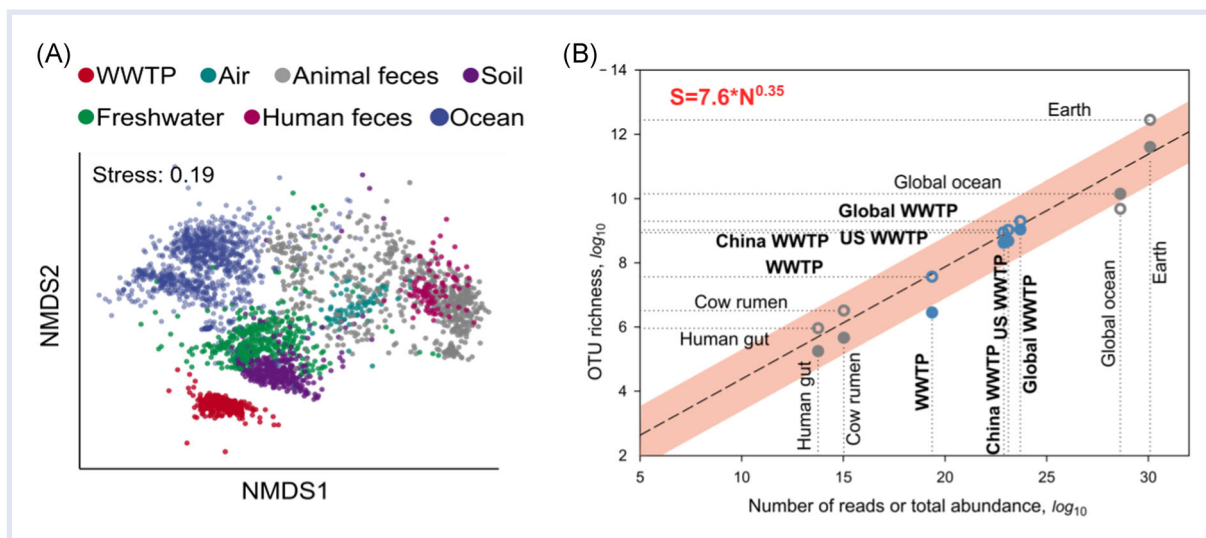 (A)
WWTP Air Animal feces Soil
Freshwater Human feces Ocean
Stress: 0.19
NMDS2
NMDS1
(B)
14
12
10
8
6
4
2
OTU richness, log10
S=7.6*N^0.35
Earth
Global ocean
Global WWTP
China WWTP US WWTP
WWTP
Cow rumen
Human gut
Human gut
Cow rumen
WWTP
China WWTP
US WWTP
Global WWTP
Global ocean
Earth
5 10 15 20 25 30
Number of reads or total abundance, log10